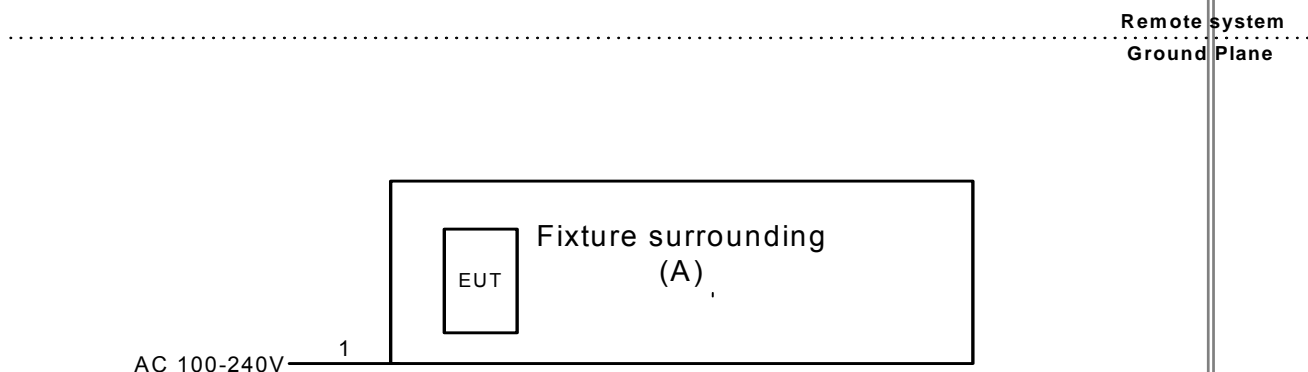 Remote system
Ground Plane
Fixture surrounding
(A)
EUT
1
AC 100-240V